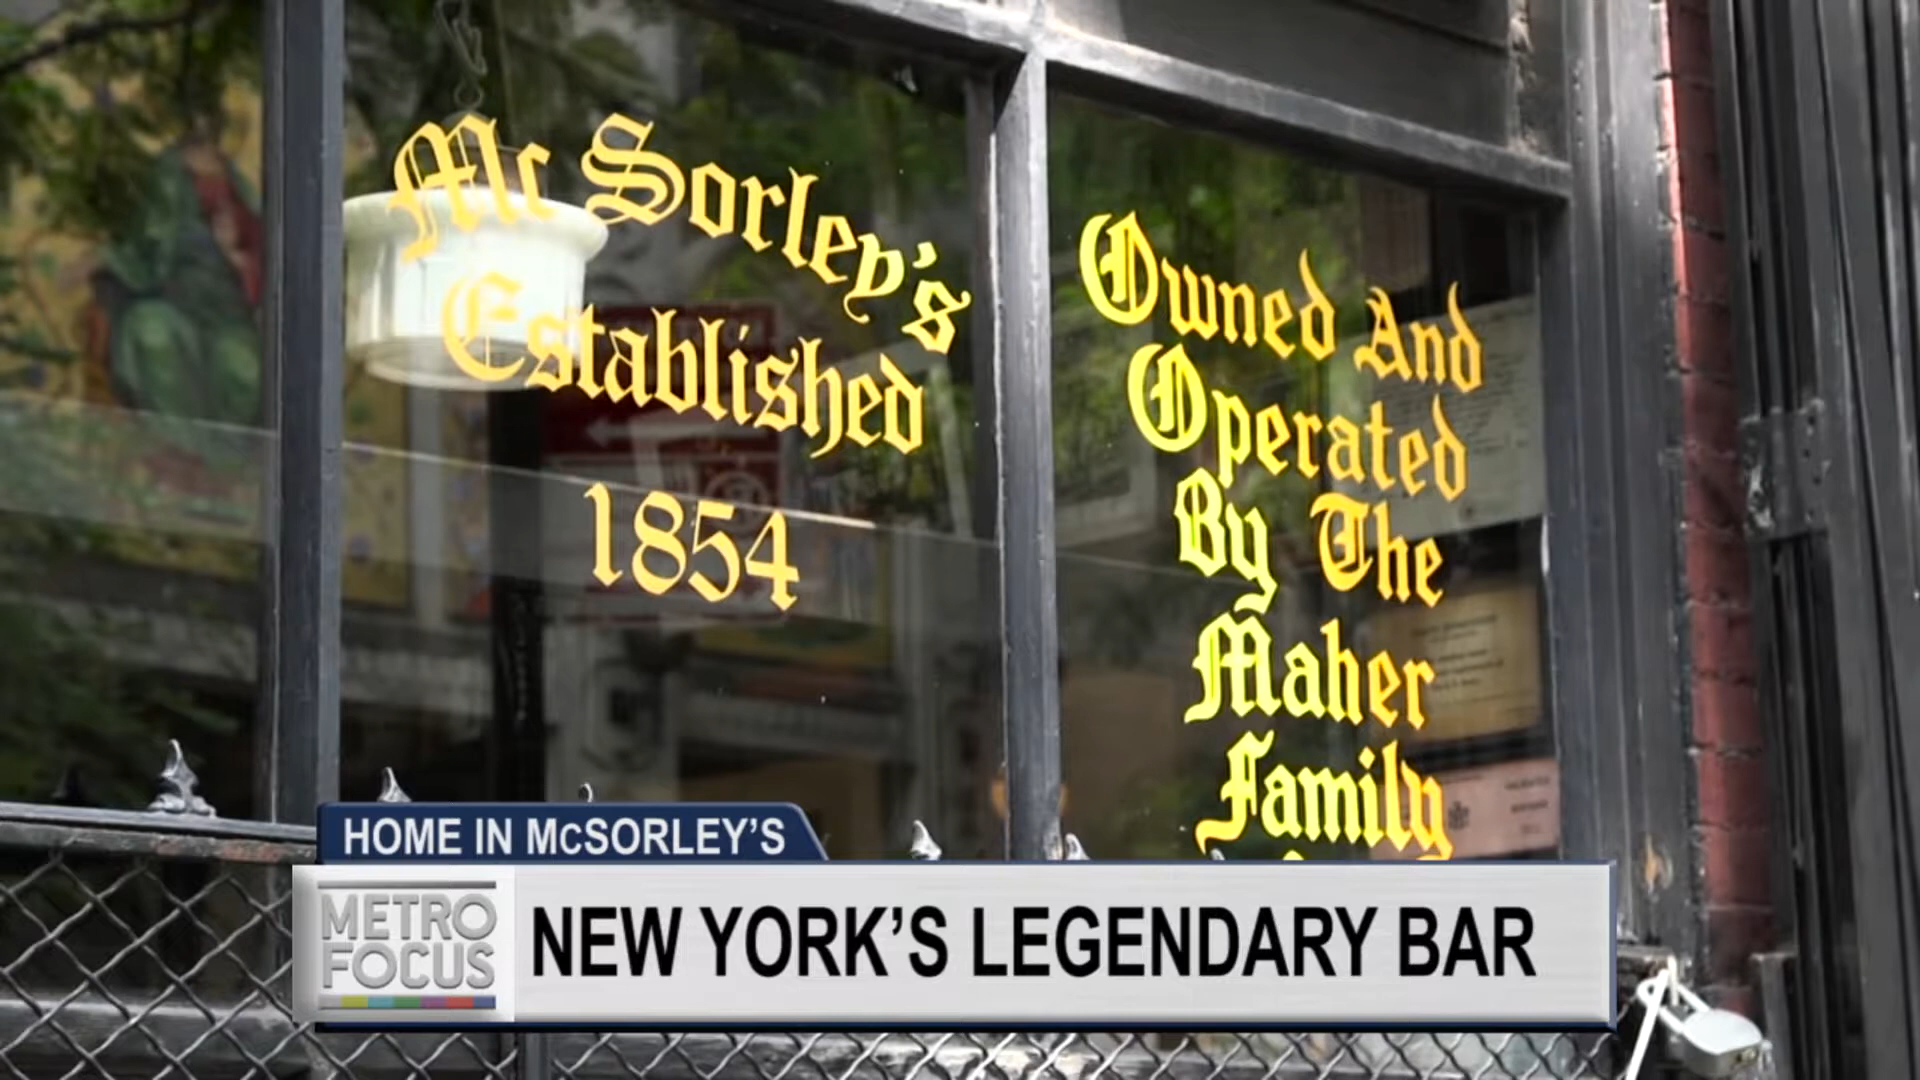 Mc Sorley's
Established
1854
Owned And
Operated
By The
Maher
Family
HOME IN McSORLEY'S
METRO
FOCUS
NEW YORK'S LEGENDARY BAR